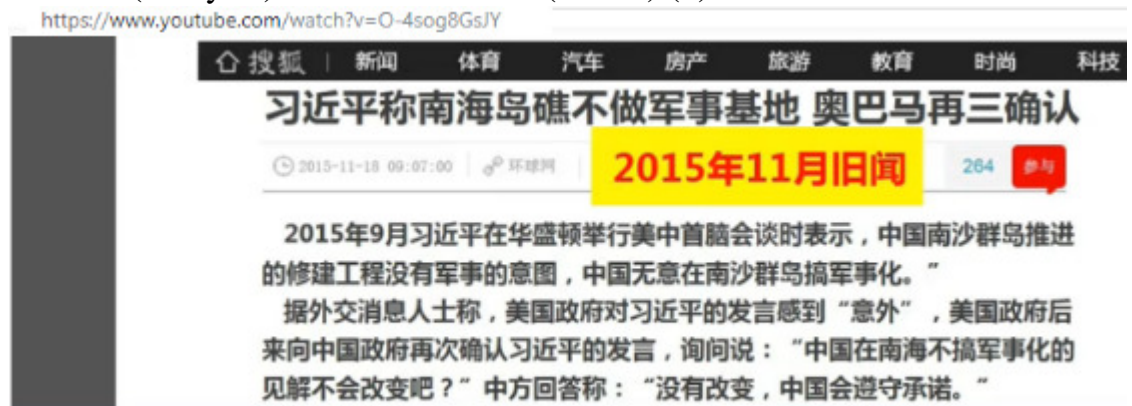 https://www.youtube.com/watch?v=O-4sog8GsJY
搜狐 | 新闻 体育 汽车 房产 旅游 教育 时尚 科技
习近平称南海岛礁不做军事基地 奥巴马再三确认
2015-11-18 09:07:00 环球网 2015年11月旧闻 264 参与
2015年9月习近平在华盛顿举行美中首脑会谈时表示，中国南沙群岛推进
的修建工程没有军事的意图，中国无意在南沙群岛搞军事化。”
据外交消息人士称，美国政府对习近平的发言感到“意外”，美国政府后
来向中国政府再次确认习近平的发言，询问说：“中国在南海不搞军事化的
见解不会改变吧？”中方回答称：“没有改变，中国会遵守承诺。”